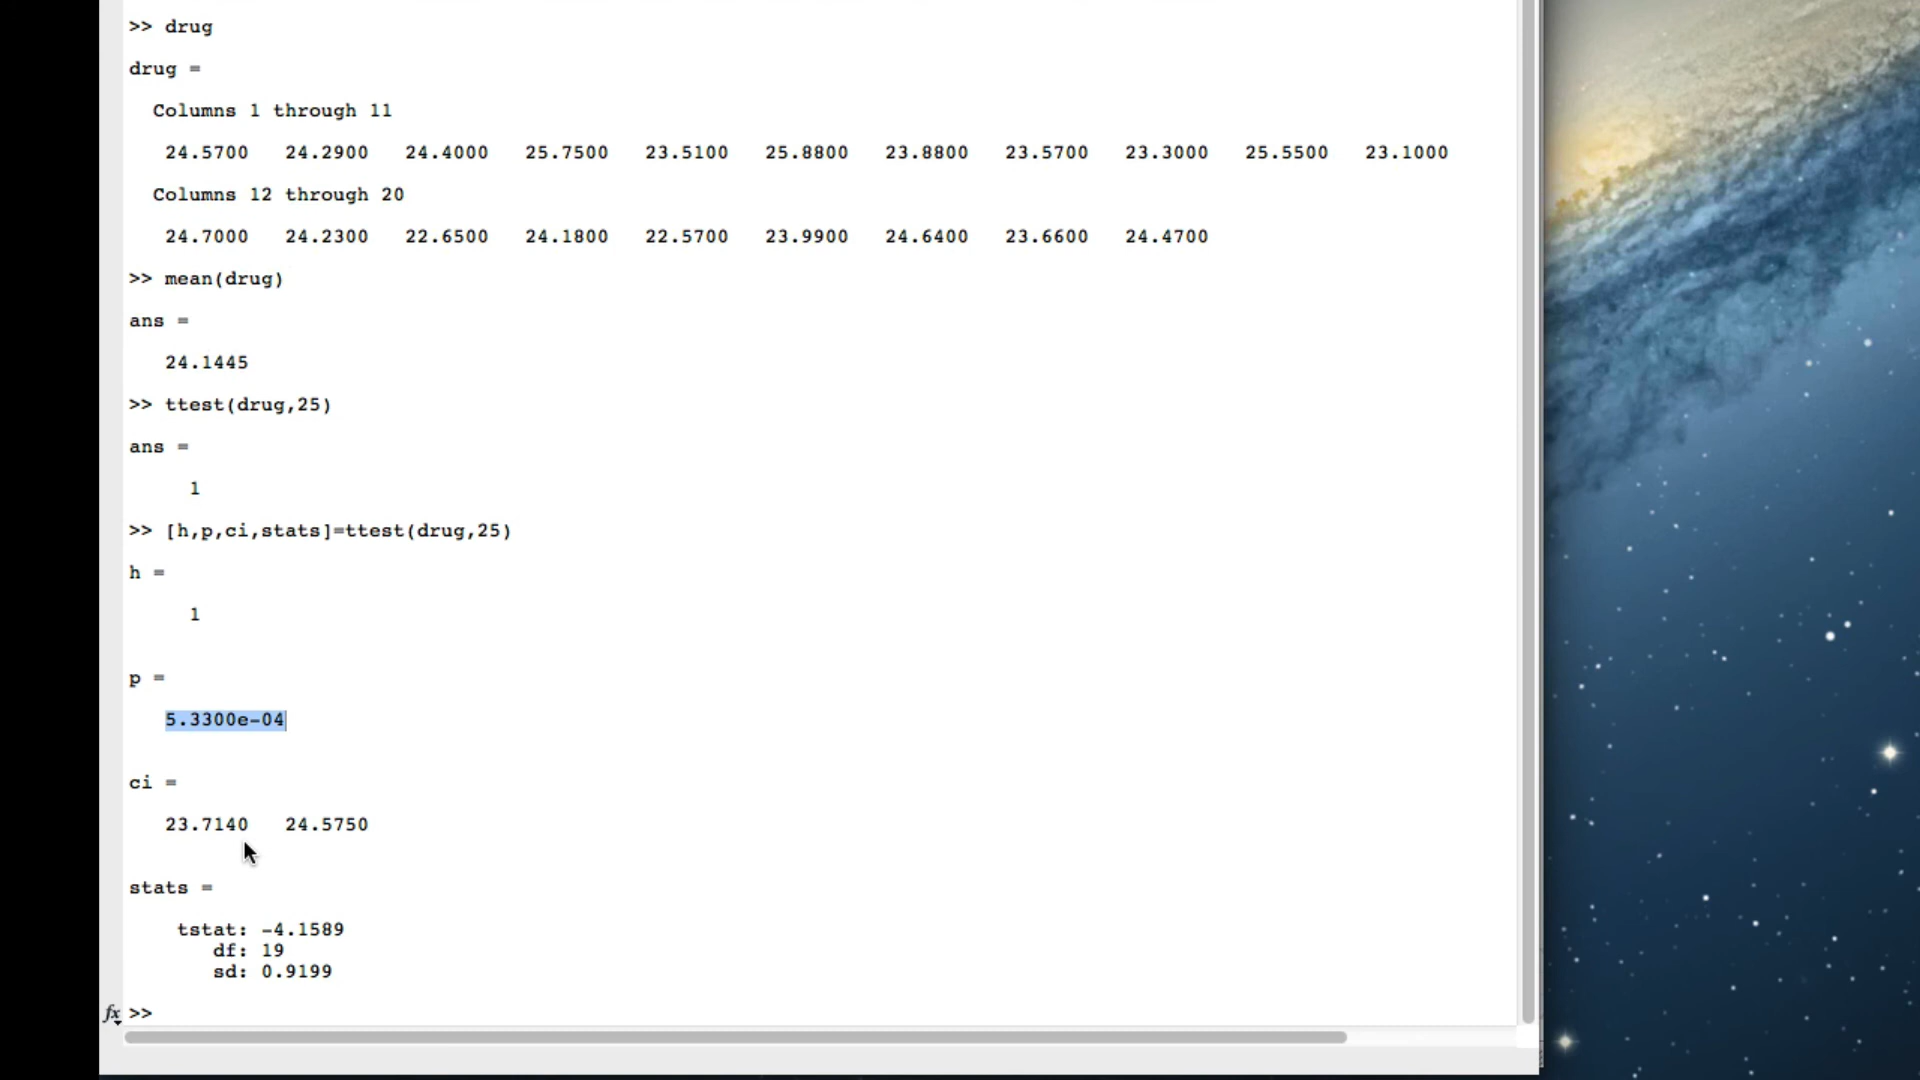 >> drug
drug =
Columns 1 through 11
24.5700 24.2900 24.4000 25.7500 23.5100 25.8800 23.8800 23.5700 23.3000 25.5500 23.1000
Columns 12 through 20
24.7000 24.2300 22.6500 24.1800 22.5700 23.9900 24.6400 23.6600 24.4700
>> mean(drug)
ans =
24.1445
>> ttest(drug,25)
ans =
1
>> [h,p,ci,stats]=ttest(drug,25)
h =
1
p =
5.3300e-04
ci =
23.7140 24.5750
stats =
tstat: -4.1589
df: 19
sd: 0.9199
fx >>